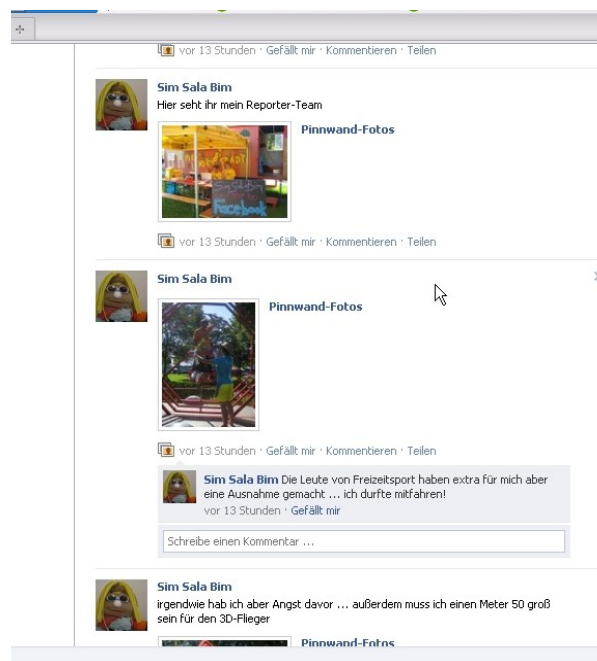 vor 13 Stunden · Gefällt mir · Kommentieren · Teilen
Sim Sala Bim
Hier seht ihr mein Reporter-Team
Pinnwand-Fotos
Sim Sala Bim
Facebook
vor 13 Stunden · Gefällt mir · Kommentieren · Teilen
Sim Sala Bim
Pinnwand-Fotos
vor 13 Stunden · Gefällt mir · Kommentieren · Teilen
Sim Sala Bim Die Leute von Freizeitsport haben extra für mich aber
eine Ausnahme gemacht ... ich durfte mitfahren!
vor 13 Stunden · Gefällt mir
Schreibe einen Kommentar ...
Sim Sala Bim
irgendwie hab ich aber Angst davor ... außerdem muss ich einen Meter 50 groß
sein für den 3D-Flieger
Pinnwand-Fotos